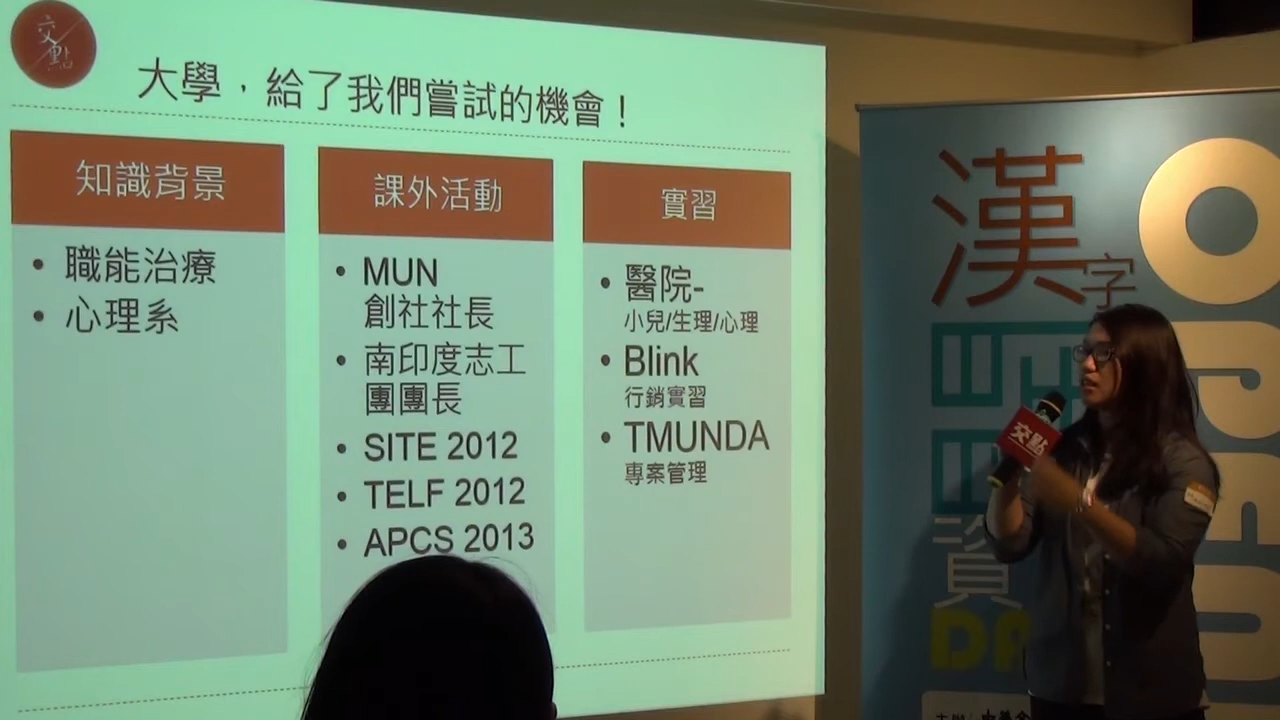 交點
大學，給了我們嘗試的機會！
知識背景
• 職能治療
• 心理系
課外活動
• MUN
創社社長
• 南印度志工
團團長
• SITE 2012
• TELF 2012
• APCS 2013
實習
• 醫院-
小兒/生理/心理
• Blink
行銷實習
• TMUNDA
專案管理
漢
字
資
DA
交點